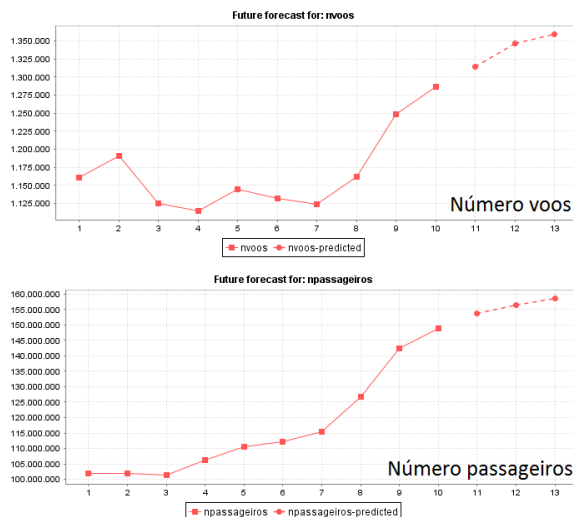 Future forecast for: nvoos
1.350.000
1.325.000
1.300.000
1.275.000
1.250.000
1.225.000
1.200.000
1.175.000
1.150.000
1.125.000
Número voos
1 2 3 4 5 6 7 8 9 10 11 12 13
nvoos nvoos-predicted
Future forecast for: npassageiros
160.000.000
155.000.000
150.000.000
145.000.000
140.000.000
135.000.000
130.000.000
125.000.000
120.000.000
115.000.000
110.000.000
105.000.000
100.000.000
Número passageiros
1 2 3 4 5 6 7 8 9 10 11 12 13
npassageiros npassageiros-predicted